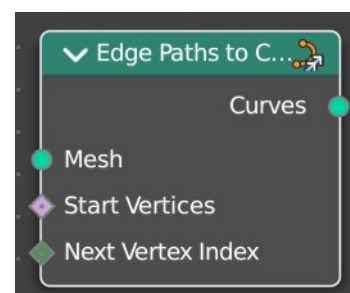 Edge Paths to C...
Curves
Mesh
Start Vertices
Next Vertex Index